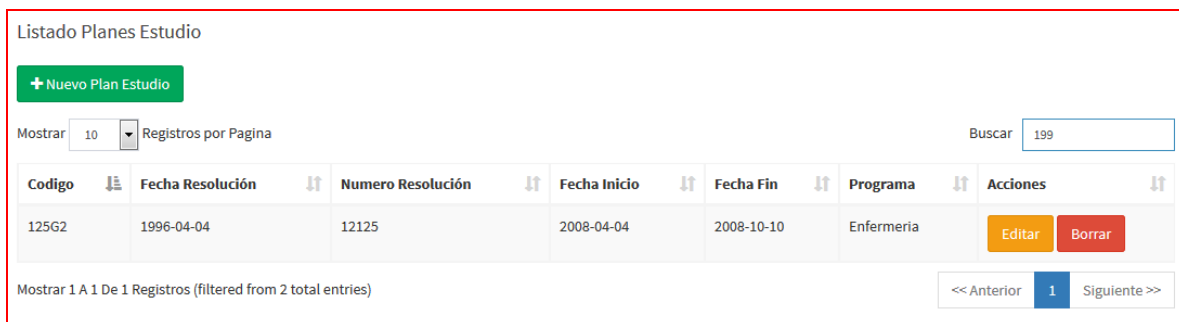 Listado Planes Estudio
+ Nuevo Plan Estudio
Mostrar 10 Registros por Pagina Buscar 199
Codigo Fecha Resolución Numero Resolución Fecha Inicio Fecha Fin Programa Acciones
125G2 1996-04-04 12125 2008-04-04 2008-10-10 Enfermeria Editar Borrar
Mostrar 1 A 1 De 1 Registros (filtered from 2 total entries) << Anterior 1 Siguiente >>